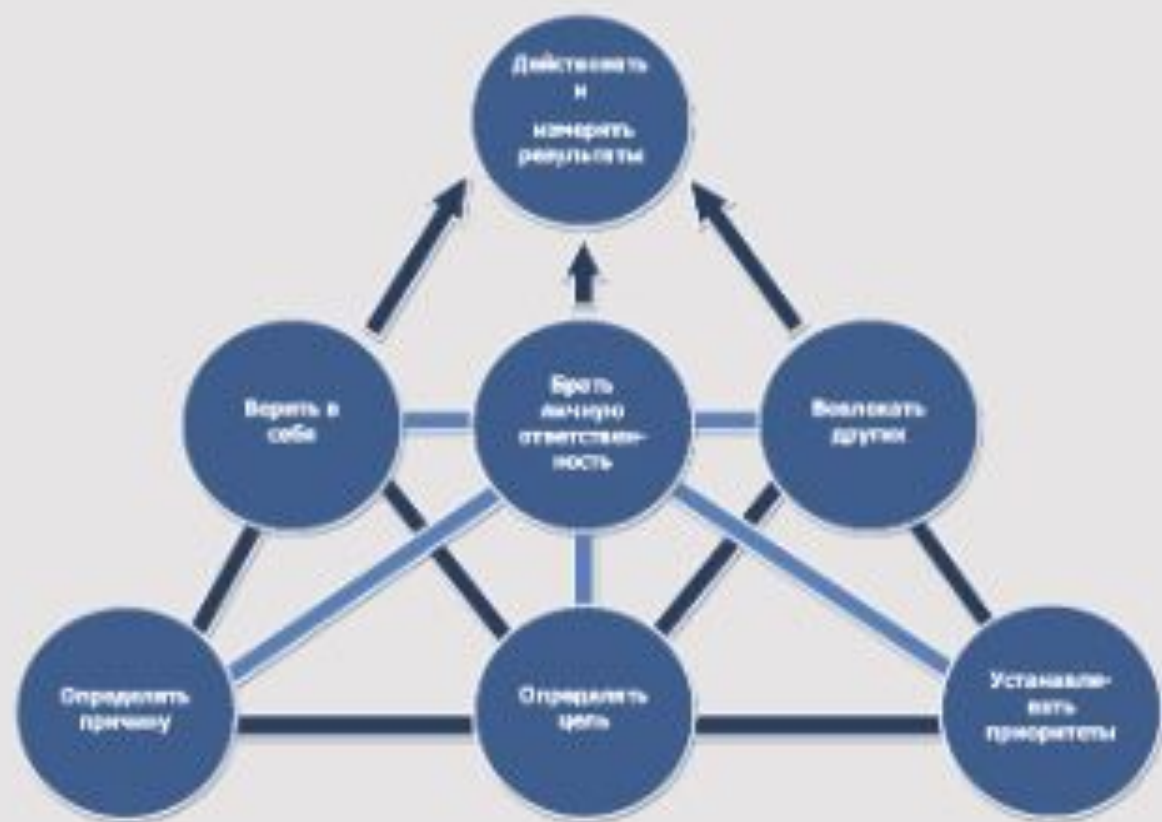 Действовать
и
измерять
результаты
Верить в
себя
Брать
личную
ответствен-
ность
Вовлекать
других
Определять
причину
Определять
цель
Устанавли-
вать
приоритеты